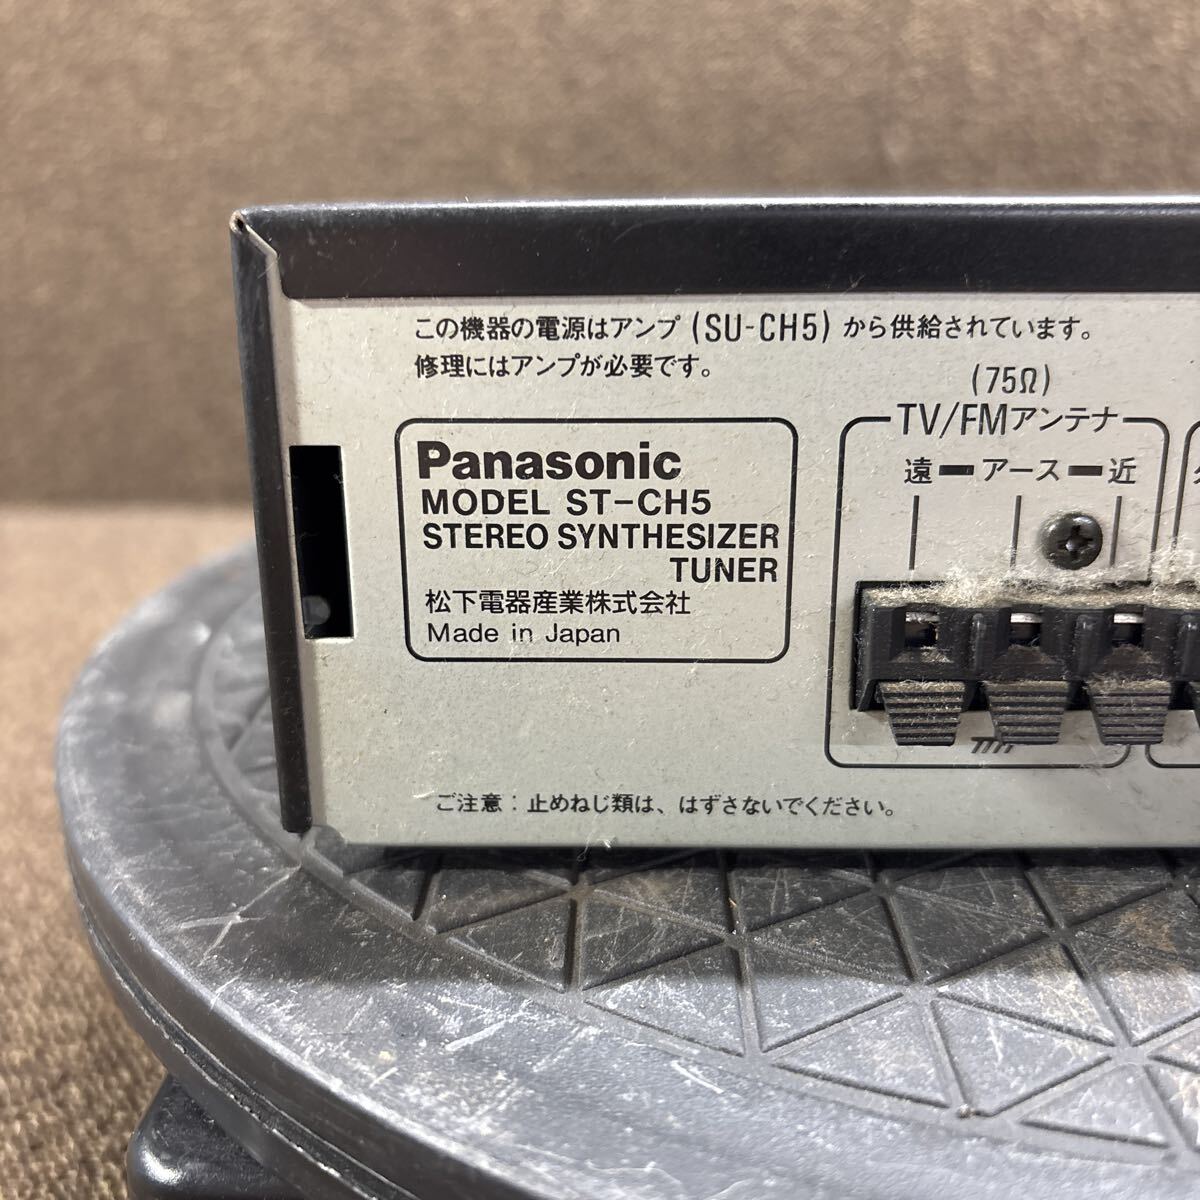 この機器の電源はアンプ (SU-CH5) から供給されています。
修理にはアンプが必要です。
Panasonic
MODEL ST-CH5
STEREO SYNTHESIZER
TUNER
松下電器産業株式会社
Made in Japan
(75Ω)
TV/FMアンテナ
遠 アース 近
ご注意：止めねじ類は、はずさないでください。